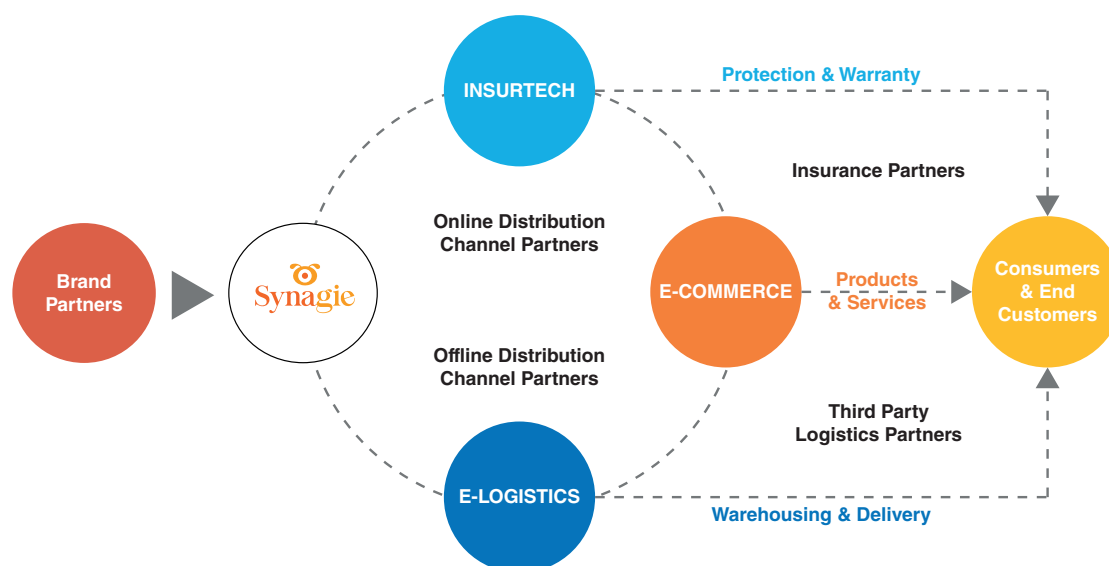 INSURTECH
Protection & Warranty
Insurance Partners
Online Distribution
Channel Partners
Brand
Partners
Synagie
E-COMMERCE
Products
& Services
Consumers
& End
Customers
Offline Distribution
Channel Partners
Third Party
Logistics Partners
E-LOGISTICS
Warehousing & Delivery